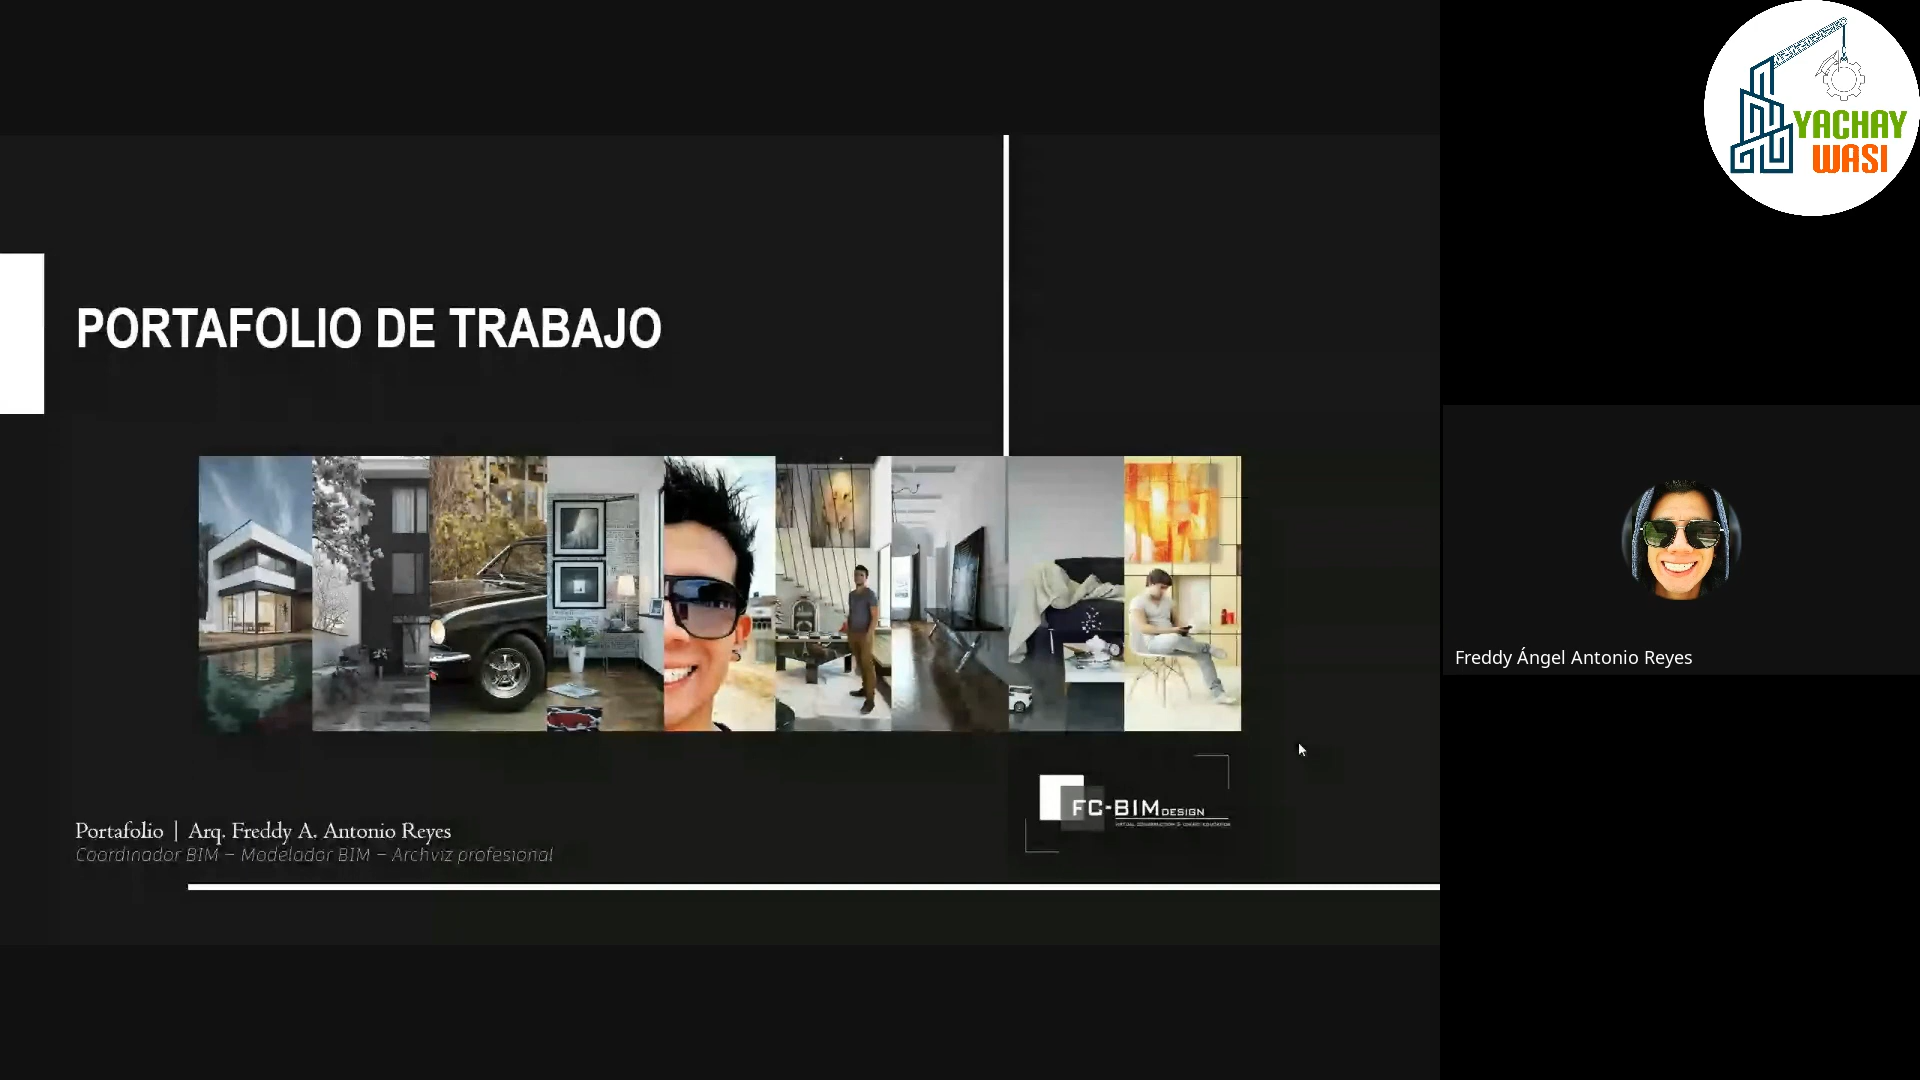 YACHAY
WASI
PORTAFOLIO DE TRABAJO
FC-BIM DESIGN
Portafolio | Arq. Freddy A. Antonio Reyes
Coordinador BIM – Modelador BIM – Archviz profesional
Freddy Ángel Antonio Reyes